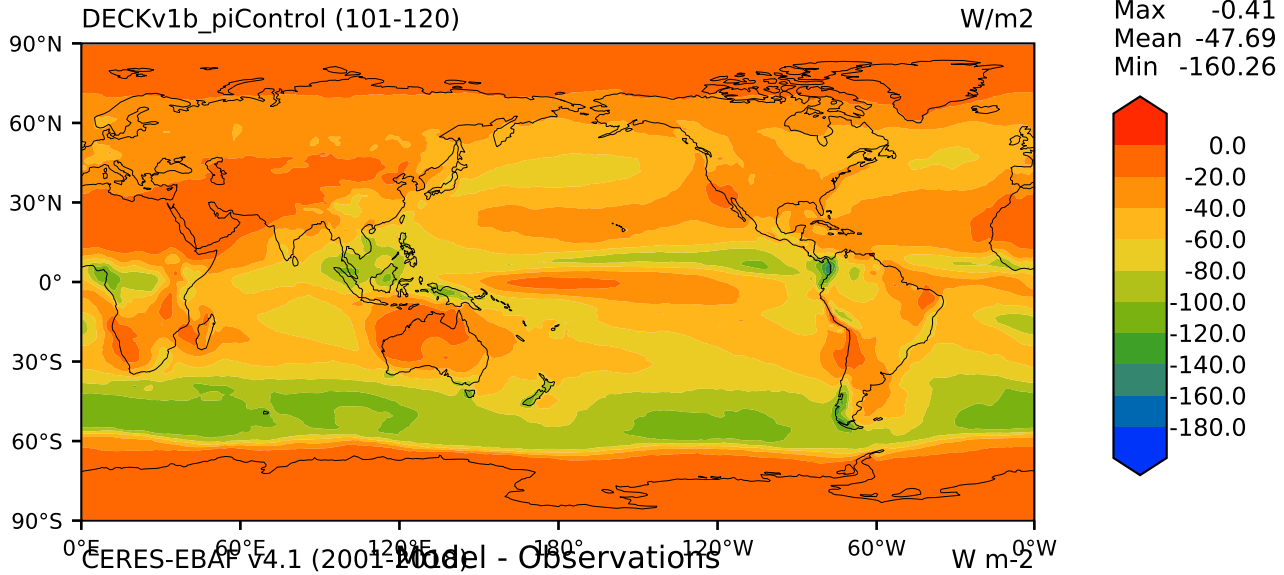 DECKv1b_piControl (101-120) W/m2
Max -0.41
Mean -47.69
Min -160.26
90°N
60°N
30°N
0°
30°S
60°S
90°S
0°E 60°E 120°E 180° 120°W 60°W 0°W
0.0
-20.0
-40.0
-60.0
-80.0
-100.0
-120.0
-140.0
-160.0
-180.0
CERES-EBAF v4.1 (2001-2018) Model - Observations W m-2